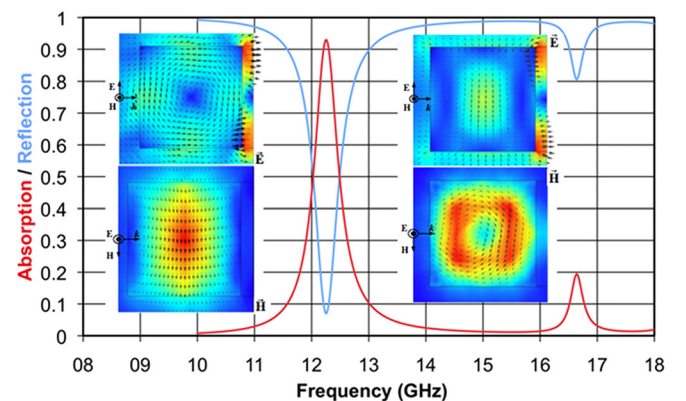 Absorption / Reflection
1
0.9
0.8
0.7
0.6
0.5
0.4
0.3
0.2
0.1
0
08 09 10 11 12 13 14 15 16 17 18
Frequency (GHz)
E
H
k
E⃗
E
H
k
H⃗
E
H
k
E⃗
E
H
k
H⃗